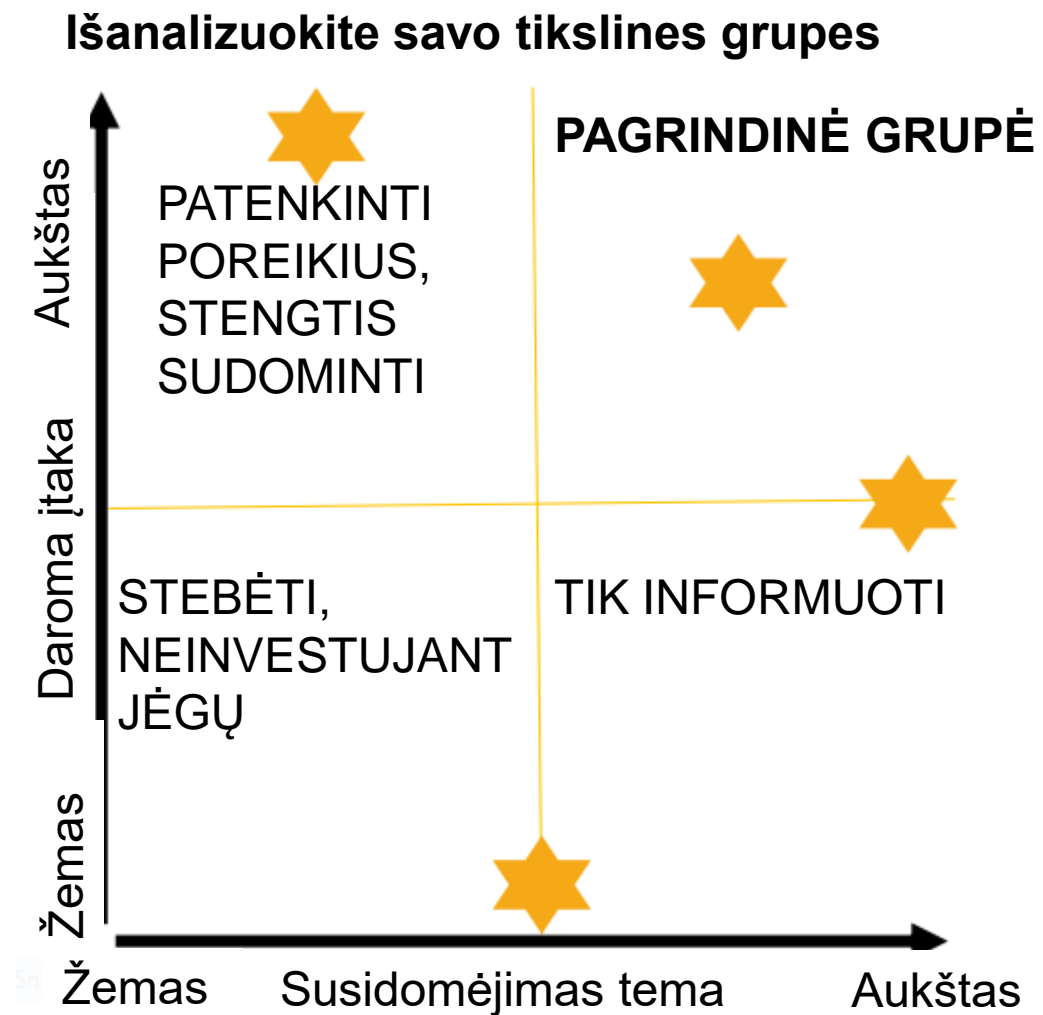 Išanalizuokite savo tikslines grupes
PAGRINDINĖ GRUPĖ
Aukštas
PATENKINTI
POREIKIUS,
STENGTIS
SUDOMINTI
Daroma įtaka
STEBĖTI,
NEINVESTUJANT
JĖGŲ
TIK INFORMUOTI
Žemas
Žemas
Susidomėjimas tema
Aukštas
Sn